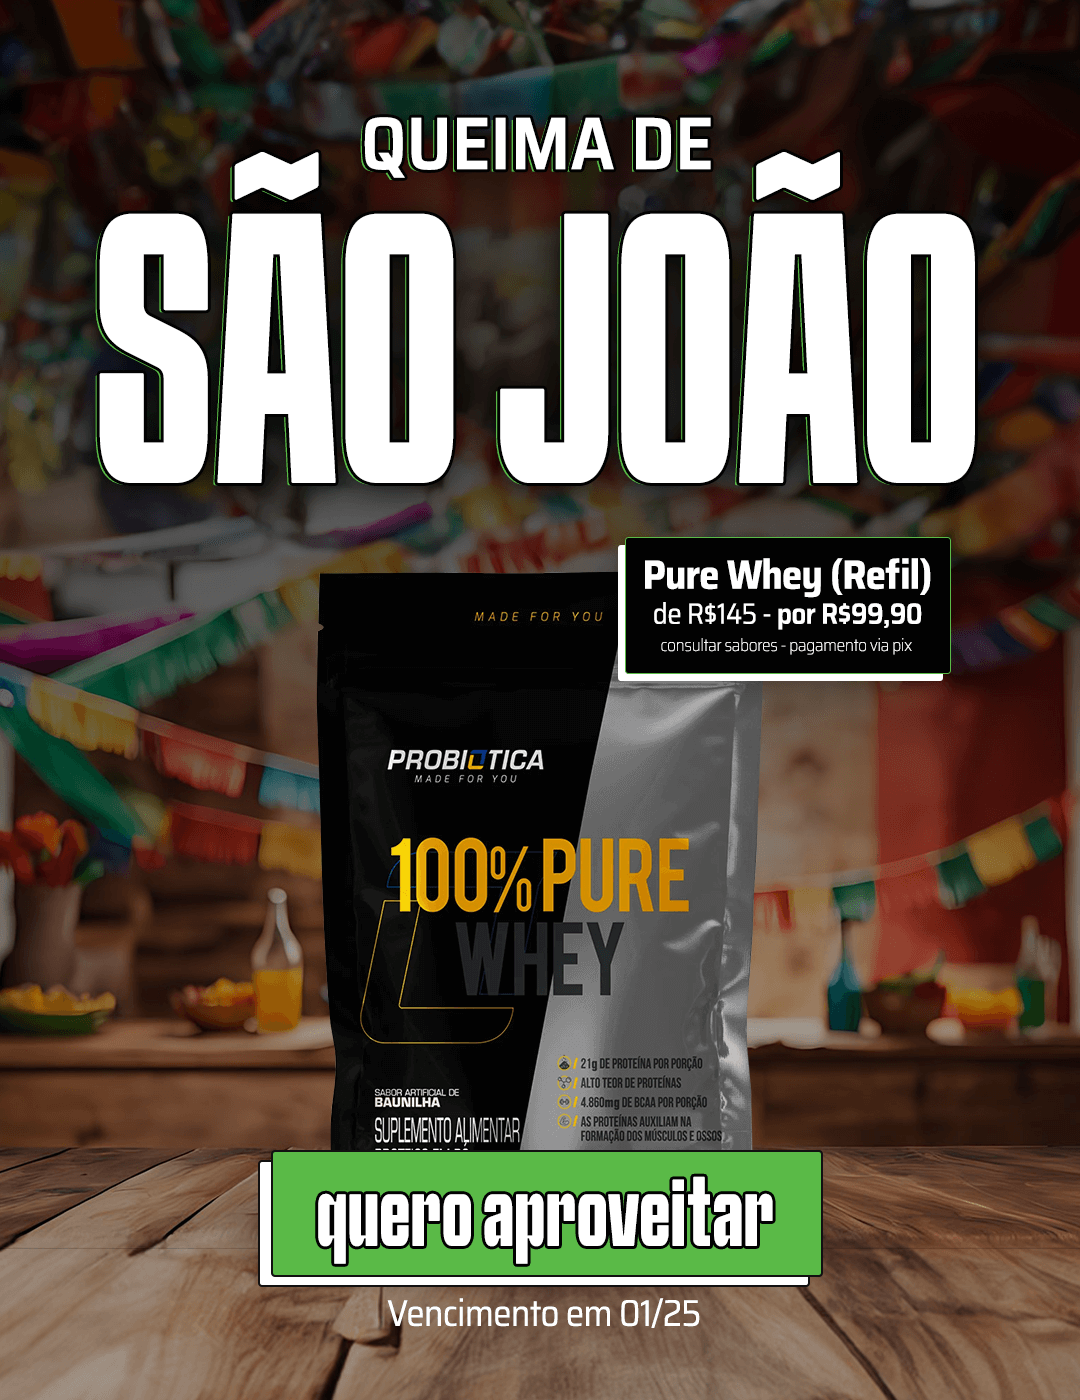 QUEIMA DE
SÃO JOÃO
Pure Whey (Refil)
de R$145 - por R$99,90
consultar sabores - pagamento via pix
MADE FOR YOU
PROBIOTICA
MADE FOR YOU
100% PURE
WHEY
21g DE PROTEÍNA POR PORÇÃO
ALTO TEOR DE PROTEÍNAS
4.860mg DE BCAA POR PORÇÃO
AS PROTEÍNAS AUXILIAM NA
FORMAÇÃO DOS MÚSCULOS E OSSOS
SABOR ARTIFICIAL DE
BAUNILHA
SUPLEMENTO ALIMENTAR
quero aproveitar
Vencimento em 01/25